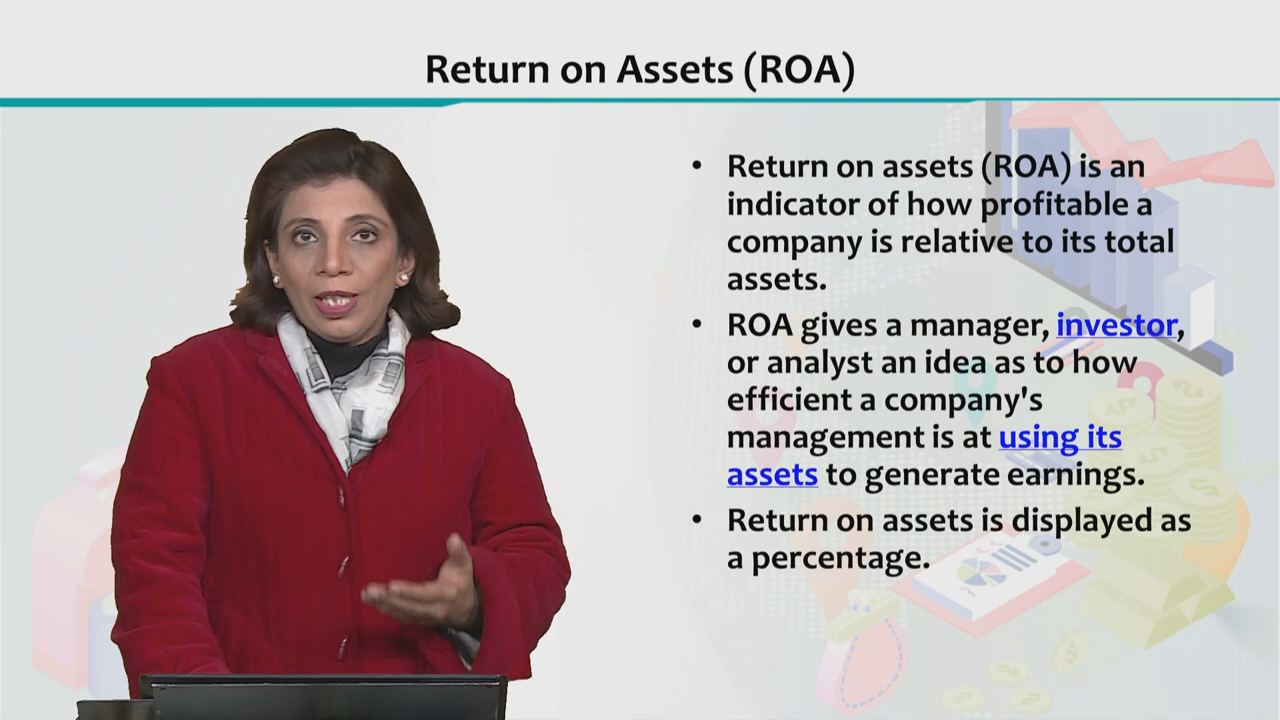 Return on Assets (ROA)
• Return on assets (ROA) is an
indicator of how profitable a
company is relative to its total
assets.
• ROA gives a manager, investor,
or analyst an idea as to how
efficient a company's
management is at using its
assets to generate earnings.
• Return on assets is displayed as
a percentage.